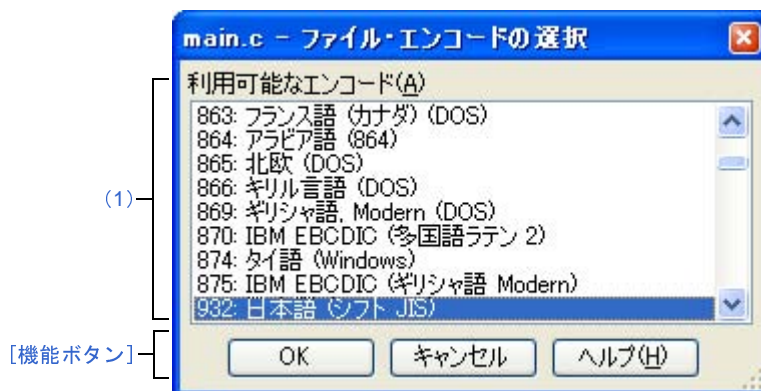 main.c - ファイル・エンコードの選択
利用可能なエンコード(A)
863: フランス語 (カナダ) (DOS)
864: アラビア語 (864)
865: 北欧 (DOS)
866: キリル言語 (DOS)
869: ギリシャ語, Modern (DOS)
870: IBM EBCDIC (多国語ラテン 2)
874: タイ語 (Windows)
875: IBM EBCDIC (ギリシャ語 Modern)
932: 日本語 (シフト JIS)
(1)
[機能ボタン]
OK
キャンセル
ヘルプ(H)